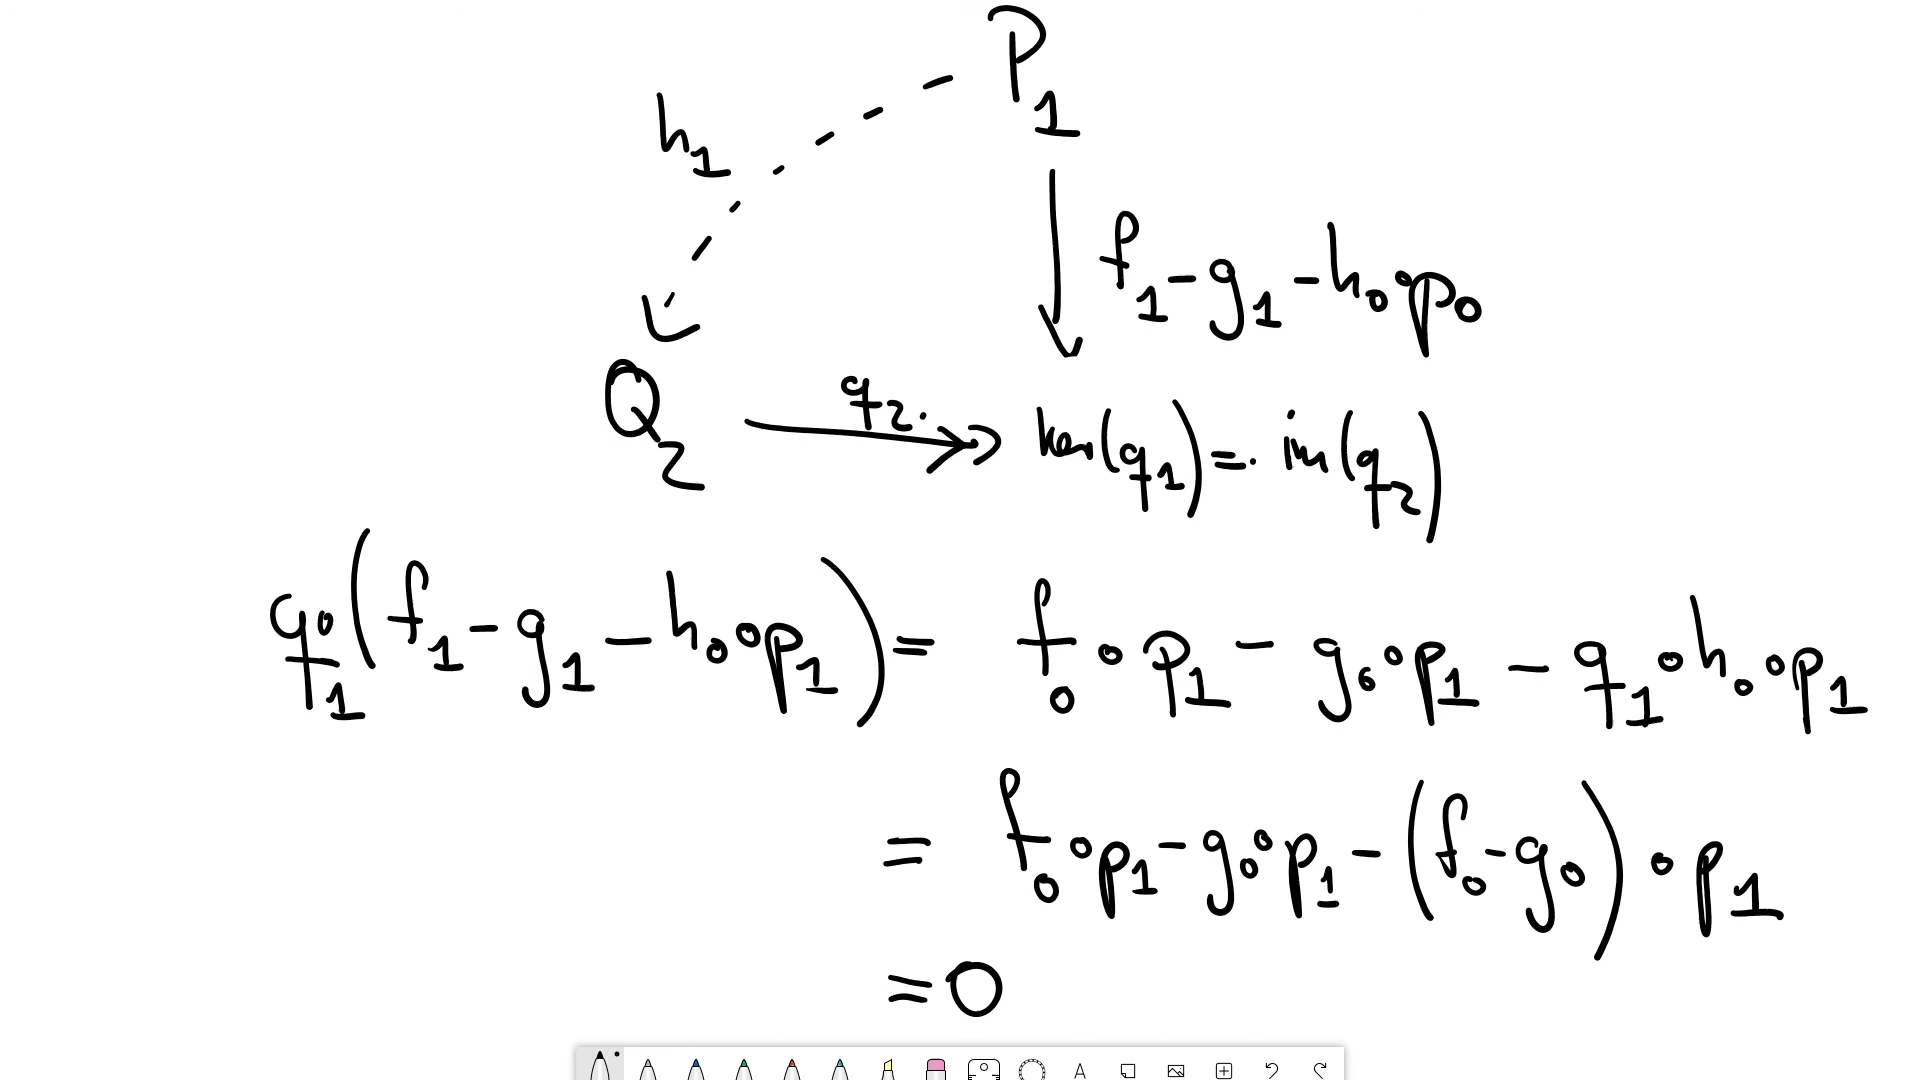 P₁
h₁
f₁ - g₁ - h₀∘p₀
Q₂ q₂. ker(q₁) =. im(q₂)
q₁∘(f₁ - g₁ - h₀∘p₁) = f₀∘p₁ - g₀∘p₁ - q₁∘h₀∘p₁
= f₀∘p₁ - g₀∘p₁ - (f₀ - g₀)∘p₁
= 0
A